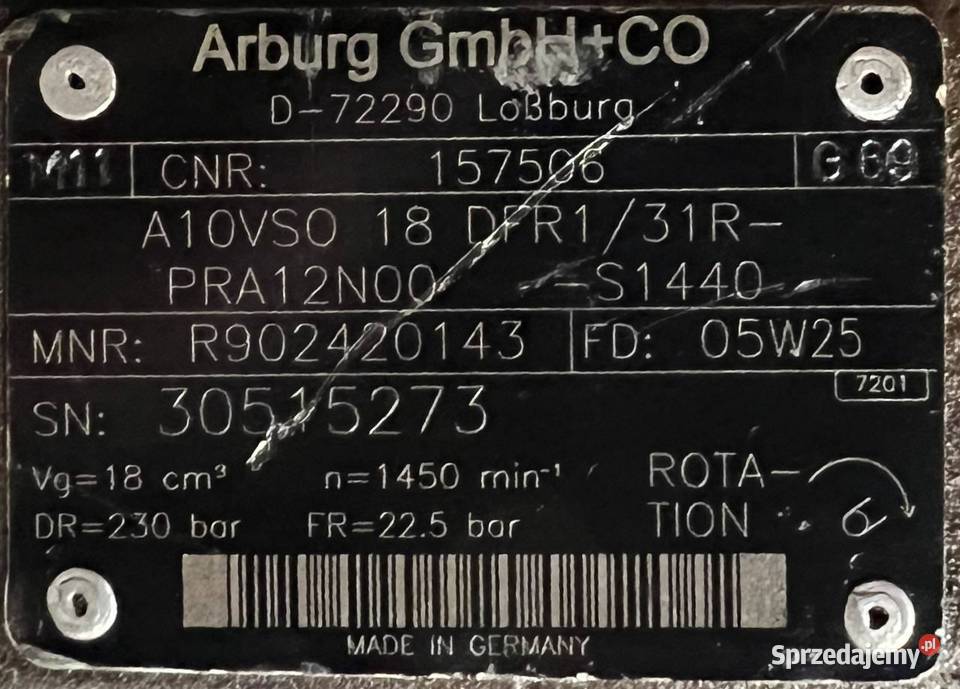 Arburg GmbH+CO
D-72290 Loßburg
M11 CNR: 157506 G 69
A10VSO 18 DFR1/31R-
PRA12N00 -S1440
MNR: R902420143 FD: 05W25
7201
SN: 30515273
Vg=18 cm³ n=1450 min⁻¹ ROTA-
DR=230 bar FR=22.5 bar TION
MADE IN GERMANY
Sprzedajemy.pl